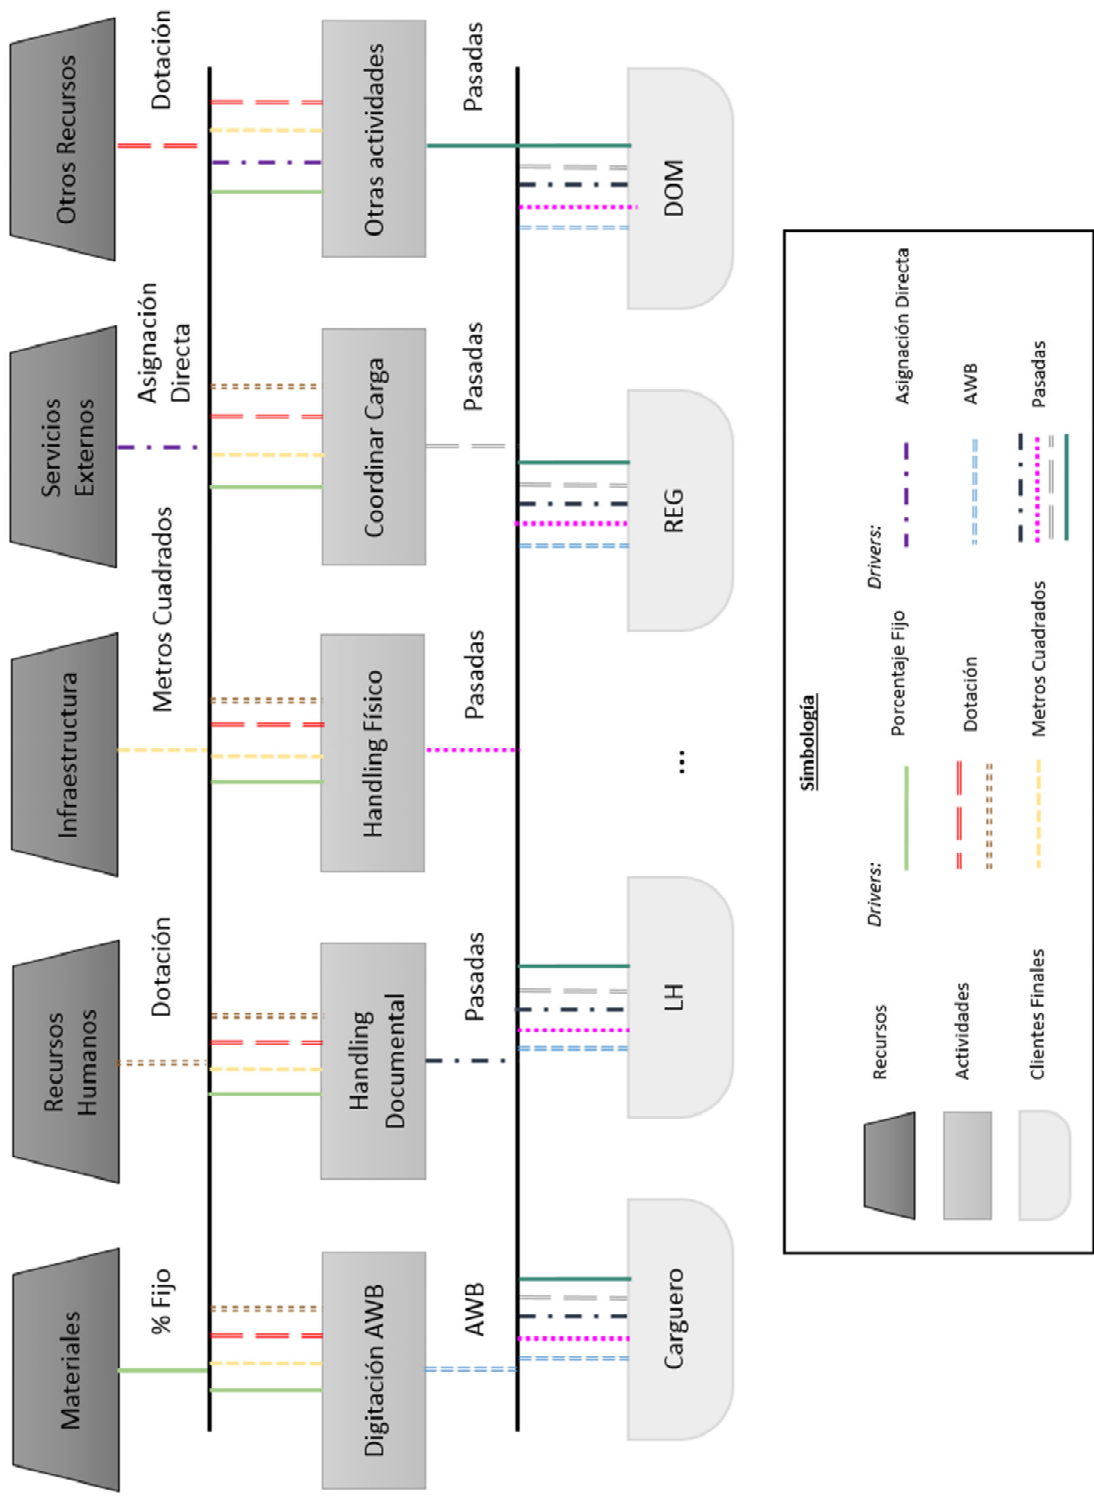 Materiales
Recursos
Humanos
Infraestructura
Servicios
Externos
Otros Recursos
% Fijo
Dotación
Metros Cuadrados
Asignación
Directa
Dotación
Digitación AWB
Handling
Documental
Handling Físico
Coordinar Carga
Otras actividades
AWB
Pasadas
Pasadas
Pasadas
Pasadas
Carguero
LH
...
REG
DOM
Simbología
Drivers:
Drivers:
Recursos
Porcentaje Fijo
Asignación Directa
Actividades
Dotación
AWB
Clientes Finales
Metros Cuadrados
Pasadas